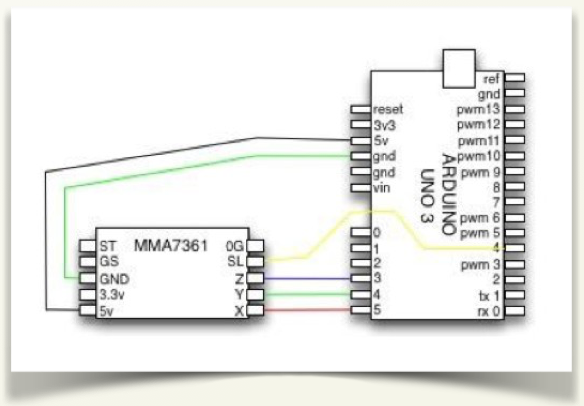 ref
gnd
reset pwm13
3v3 pwm12
5v pwm11
gnd pwm10
gnd pwm 9
vin 8
7
ARDUINO
UNO 3
pwm 6
0 pwm 5
1 4
2 pwm 3
3 2
4 tx 1
5 rx 0
ST MMA7361 0G
GS SL
GND Z
3.3v Y
5v X